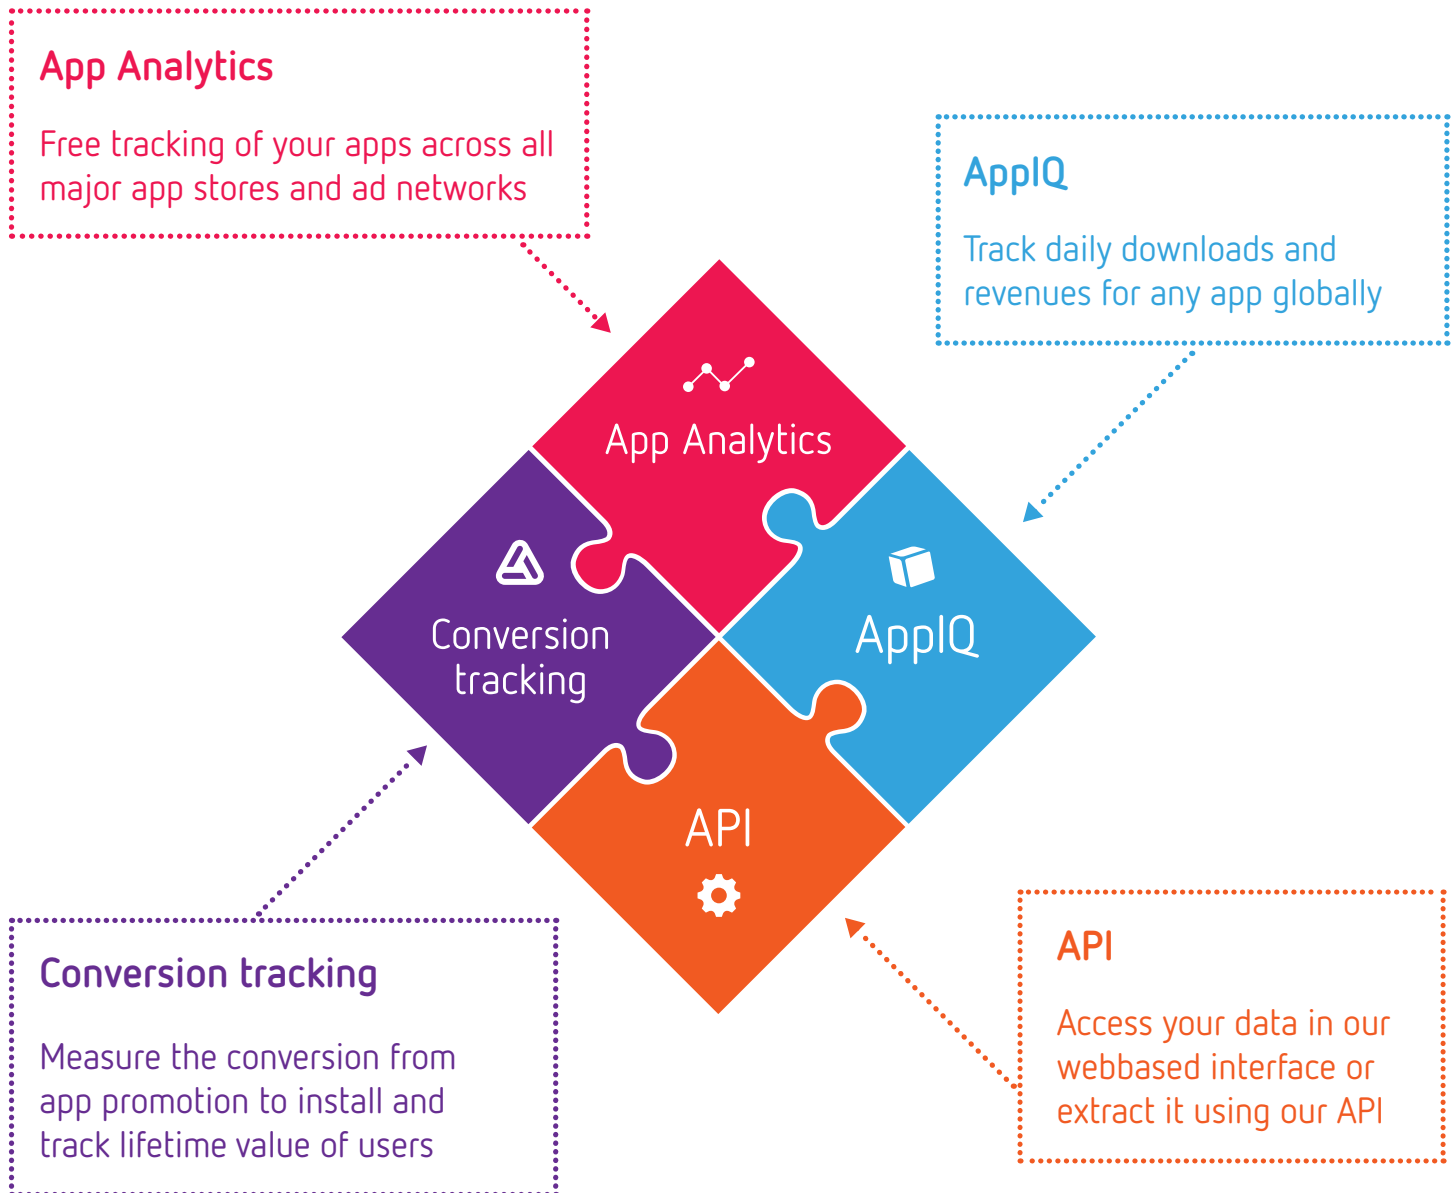 App Analytics
Free tracking of your apps across all
major app stores and ad networks
AppIQ
Track daily downloads and
revenues for any app globally
App Analytics
Conversion
tracking
AppIQ
API
Conversion tracking
Measure the conversion from
app promotion to install and
track lifetime value of users
API
Access your data in our
webbased interface or
extract it using our API